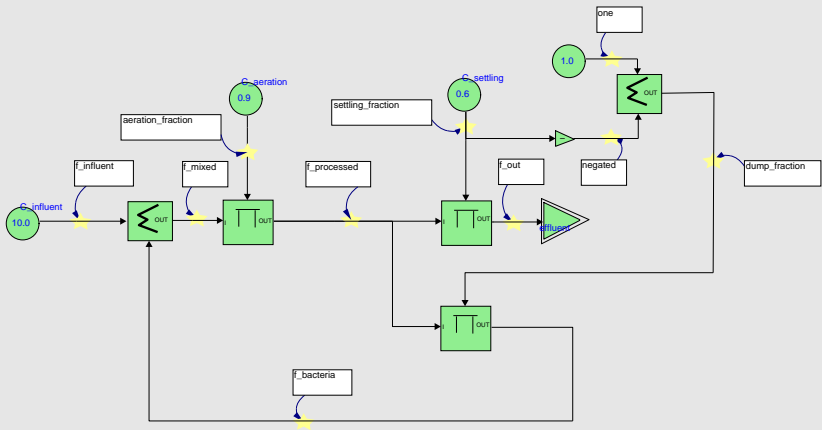 one
C_aeration
C_settling
1.0
OUT
0.9
0.6
settling_fraction
aeration_fraction
-
f_influent
f_mixed
f_processed
f_out
negated
dump_fraction
C_influent
10.0
OUT
i
OUT
i
OUT
effluent
i
OUT
f_bacteria